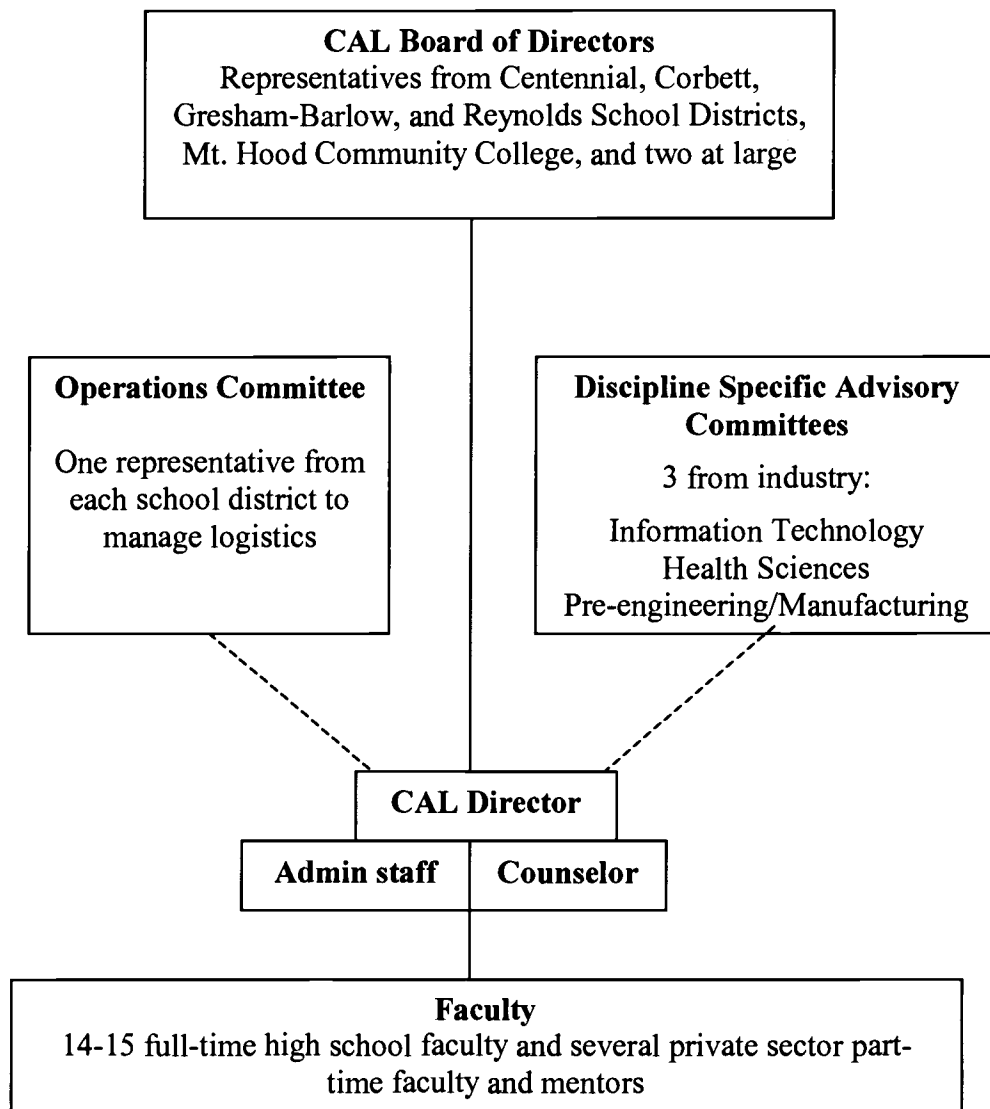 CAL Board of Directors
Representatives from Centennial, Corbett,
Gresham-Barlow, and Reynolds School Districts,
Mt. Hood Community College, and two at large
Operations Committee
One representative from
each school district to
manage logistics
Discipline Specific Advisory
Committees
3 from industry:
Information Technology
Health Sciences
Pre-engineering/Manufacturing
CAL Director
Admin staff
Counselor
Faculty
14-15 full-time high school faculty and several private sector part-
time faculty and mentors